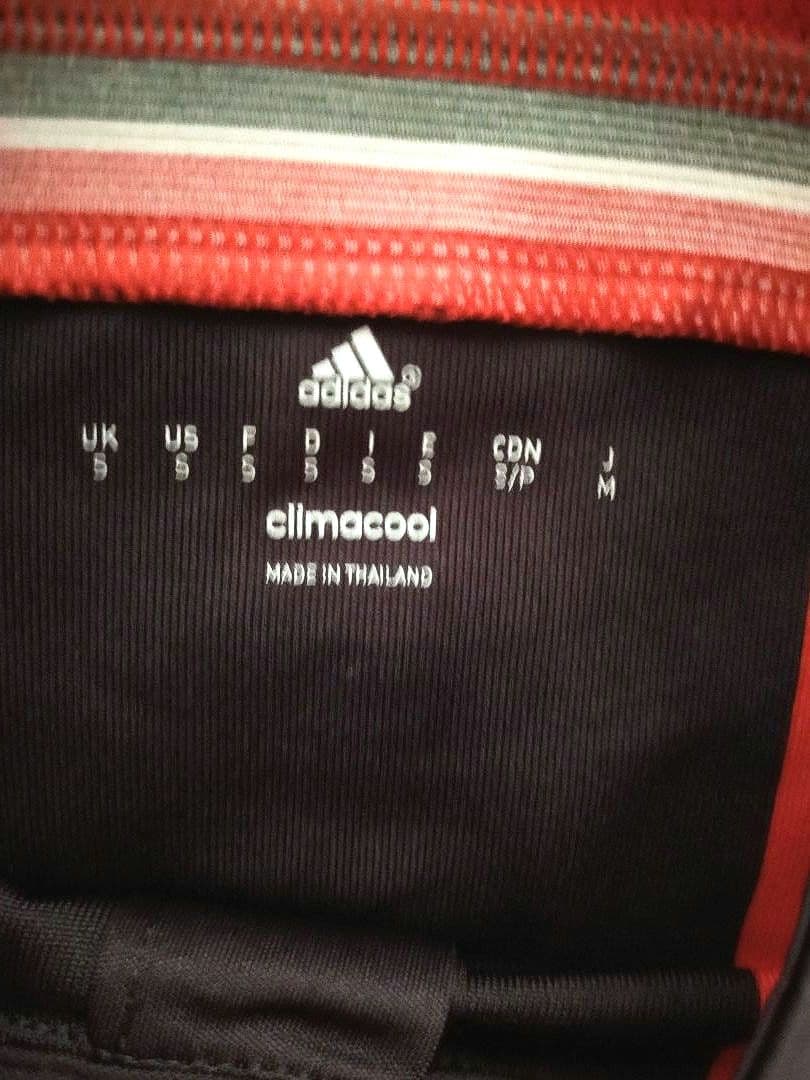 adidas®
UK US F D I E CDN J
S S S S S S S/P M
climacool
MADE IN THAILAND